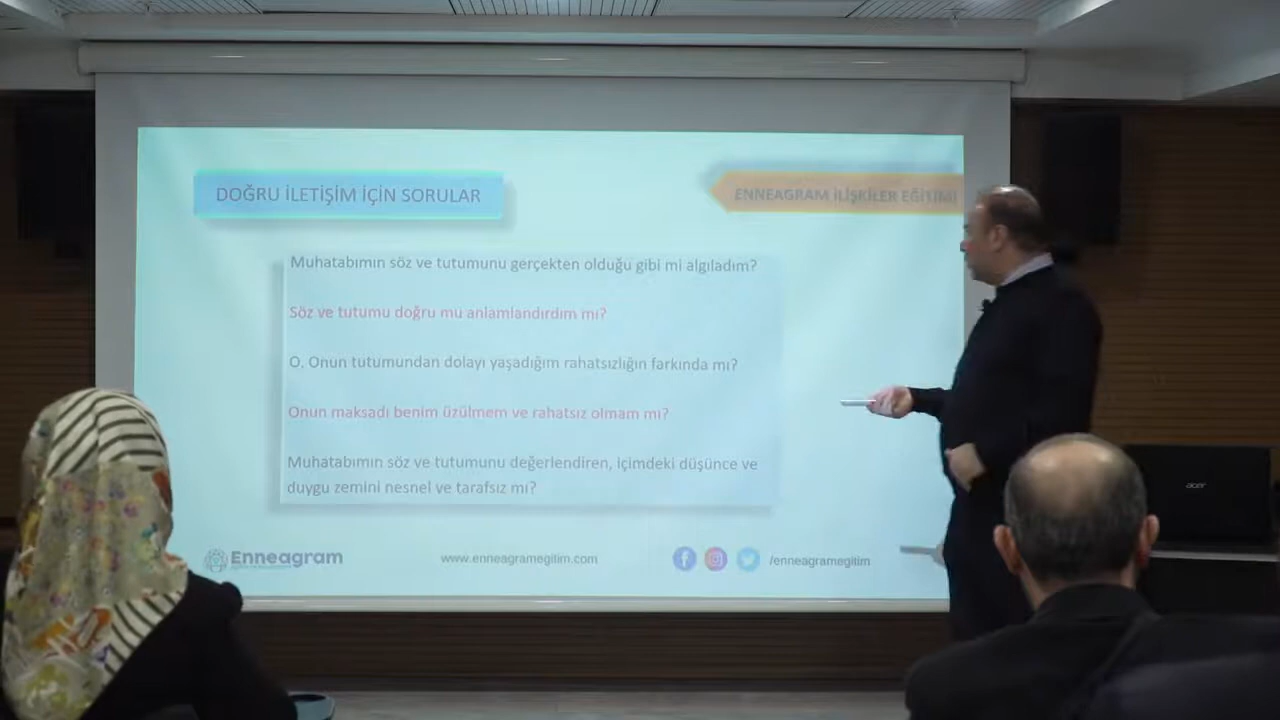 DOĞRU İLETİŞİM İÇİN SORULAR
ENNEAGRAM İLİŞKİLER EĞİTİMİ
Muhatabımın söz ve tutumunu gerçekten olduğu gibi mi algıladım?
Söz ve tutumu doğru mu anlamlandırdım mı?
O. Onun tutumundan dolayı yaşadığım rahatsızlığın farkında mı?
Onun maksadı benim üzülmem ve rahatsız olmam mı?
Muhatabımın söz ve tutumunu değerlendiren, içimdeki düşünce ve
duygu zemini nesnel ve tarafsız mı?
Enneagram
www.enneagramegitim.com
/enneagramegitim
acer